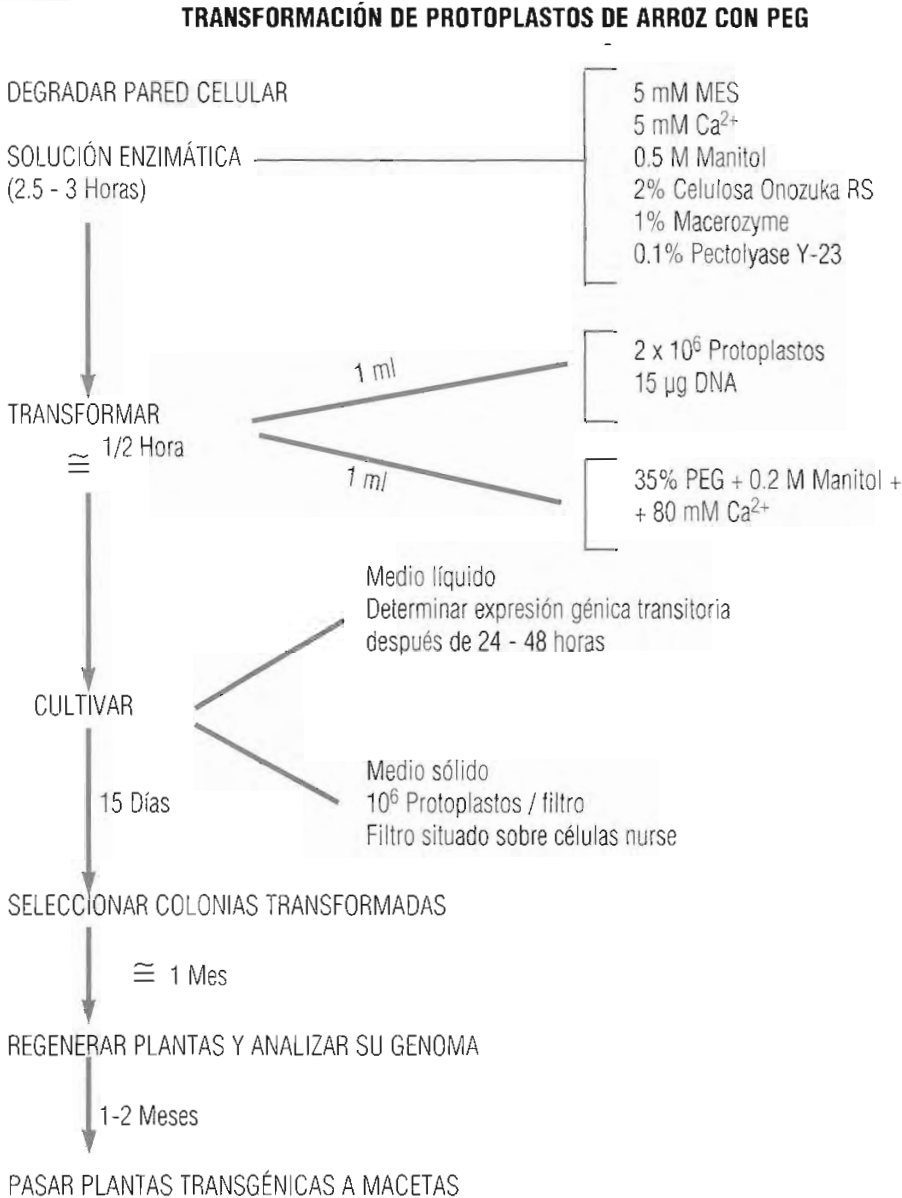 TRANSFORMACIÓN DE PROTOPLASTOS DE ARROZ CON PEG
DEGRADAR PARED CELULAR
SOLUCIÓN ENZIMÁTICA
(2.5 - 3 Horas)
5 mM MES
5 mM Ca²⁺
0.5 M Manitol
2% Celulosa Onozuka RS
1% Macerozyme
0.1% Pectolyase Y-23
TRANSFORMAR
≅ 1/2 Hora
1 ml
2 x 10⁶ Protoplastos
15 µg DNA
1 ml
35% PEG + 0.2 M Manitol +
+ 80 mM Ca²⁺
CULTIVAR
Medio líquido
Determinar expresión génica transitoria
después de 24 - 48 horas
Medio sólido
10⁶ Protoplastos / filtro
Filtro situado sobre células nurse
15 Días
SELECCIONAR COLONIAS TRANSFORMADAS
≅ 1 Mes
REGENERAR PLANTAS Y ANALIZAR SU GENOMA
1-2 Meses
PASAR PLANTAS TRANSGÉNICAS A MACETAS